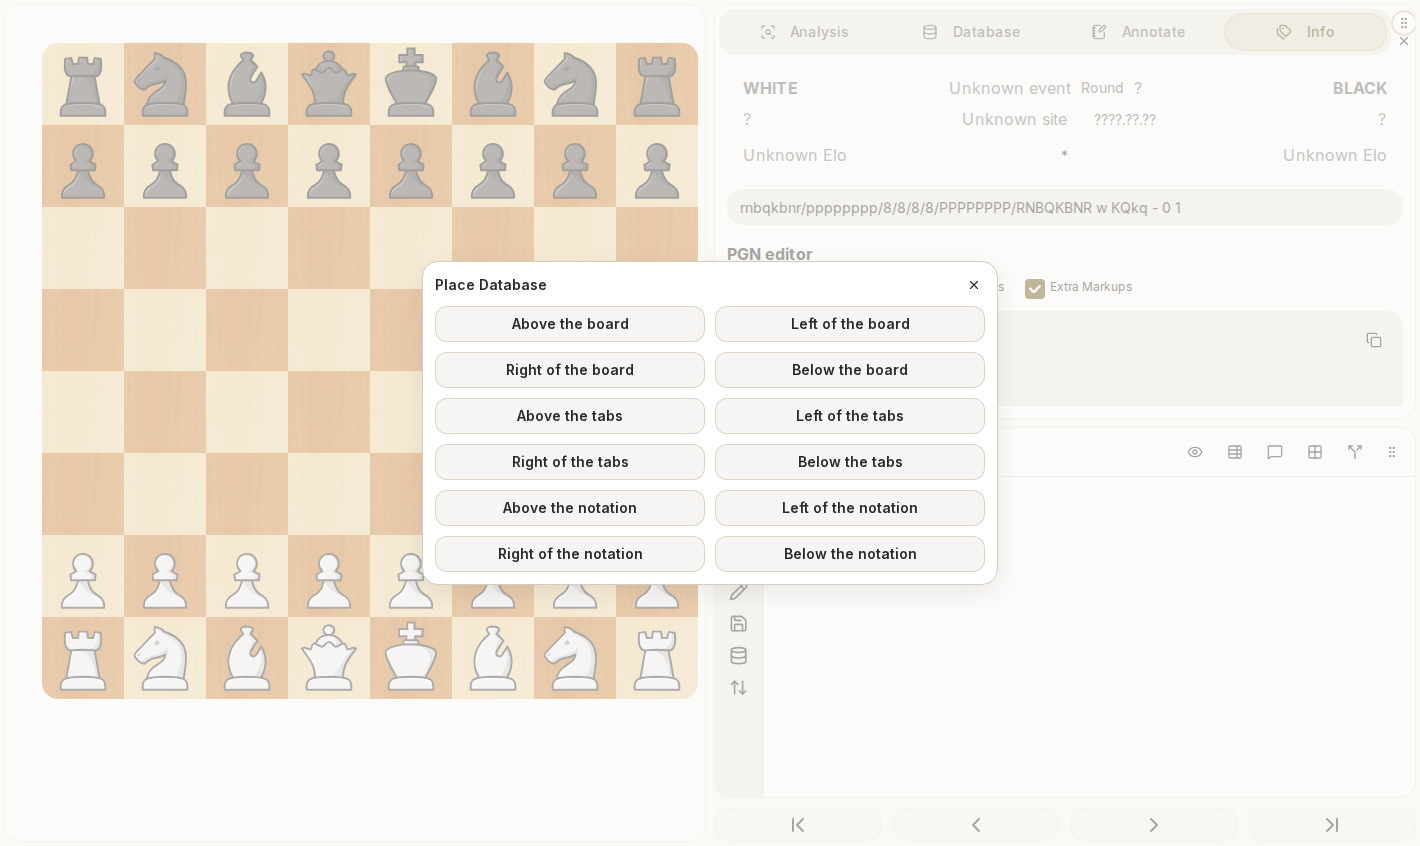 Analysis Database Annotate Info
WHITE Unknown event Round ? BLACK
? Unknown site ????.??.?? ?
Unknown Elo * Unknown Elo
rnbqkbnr/pppppppp/8/8/8/8/PPPPPPPP/RNBQKBNR w KQkq - 0 1
PGN editor
s Extra Markups
Place Database
Above the board Left of the board
Right of the board Below the board
Above the tabs Left of the tabs
Right of the tabs Below the tabs
Above the notation Left of the notation
Right of the notation Below the notation